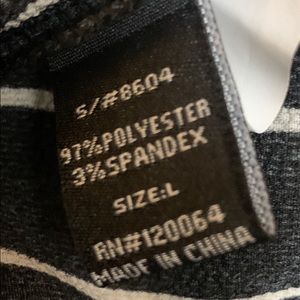 S/#8604
97%POLYESTER
3%SPANDEX
SIZE:L
RN#120064
MADE IN CHINA